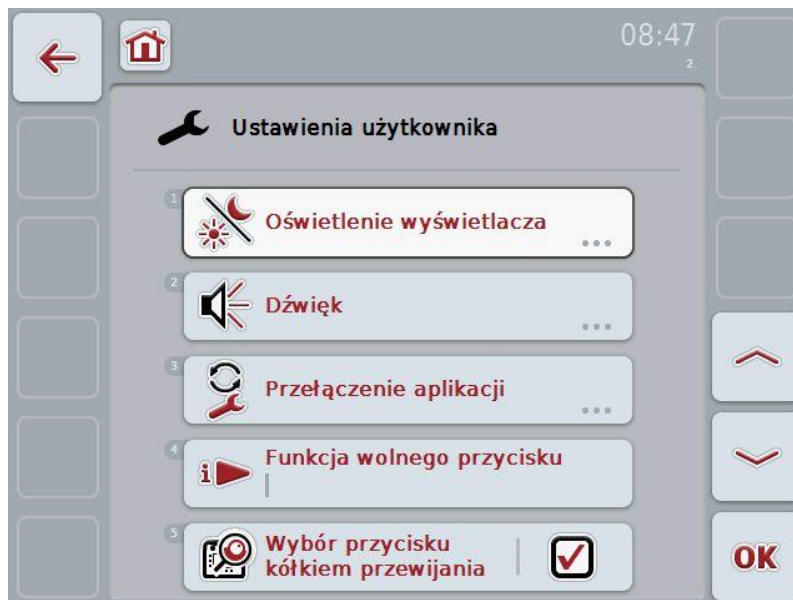 08:47
2
Ustawienia użytkownika
1
Oświetlenie wyświetlacza
2
Dźwięk
3
Przełączenie aplikacji
4
Funkcja wolnego przycisku
i
5
Wybór przycisku
kółkiem przewijania
OK